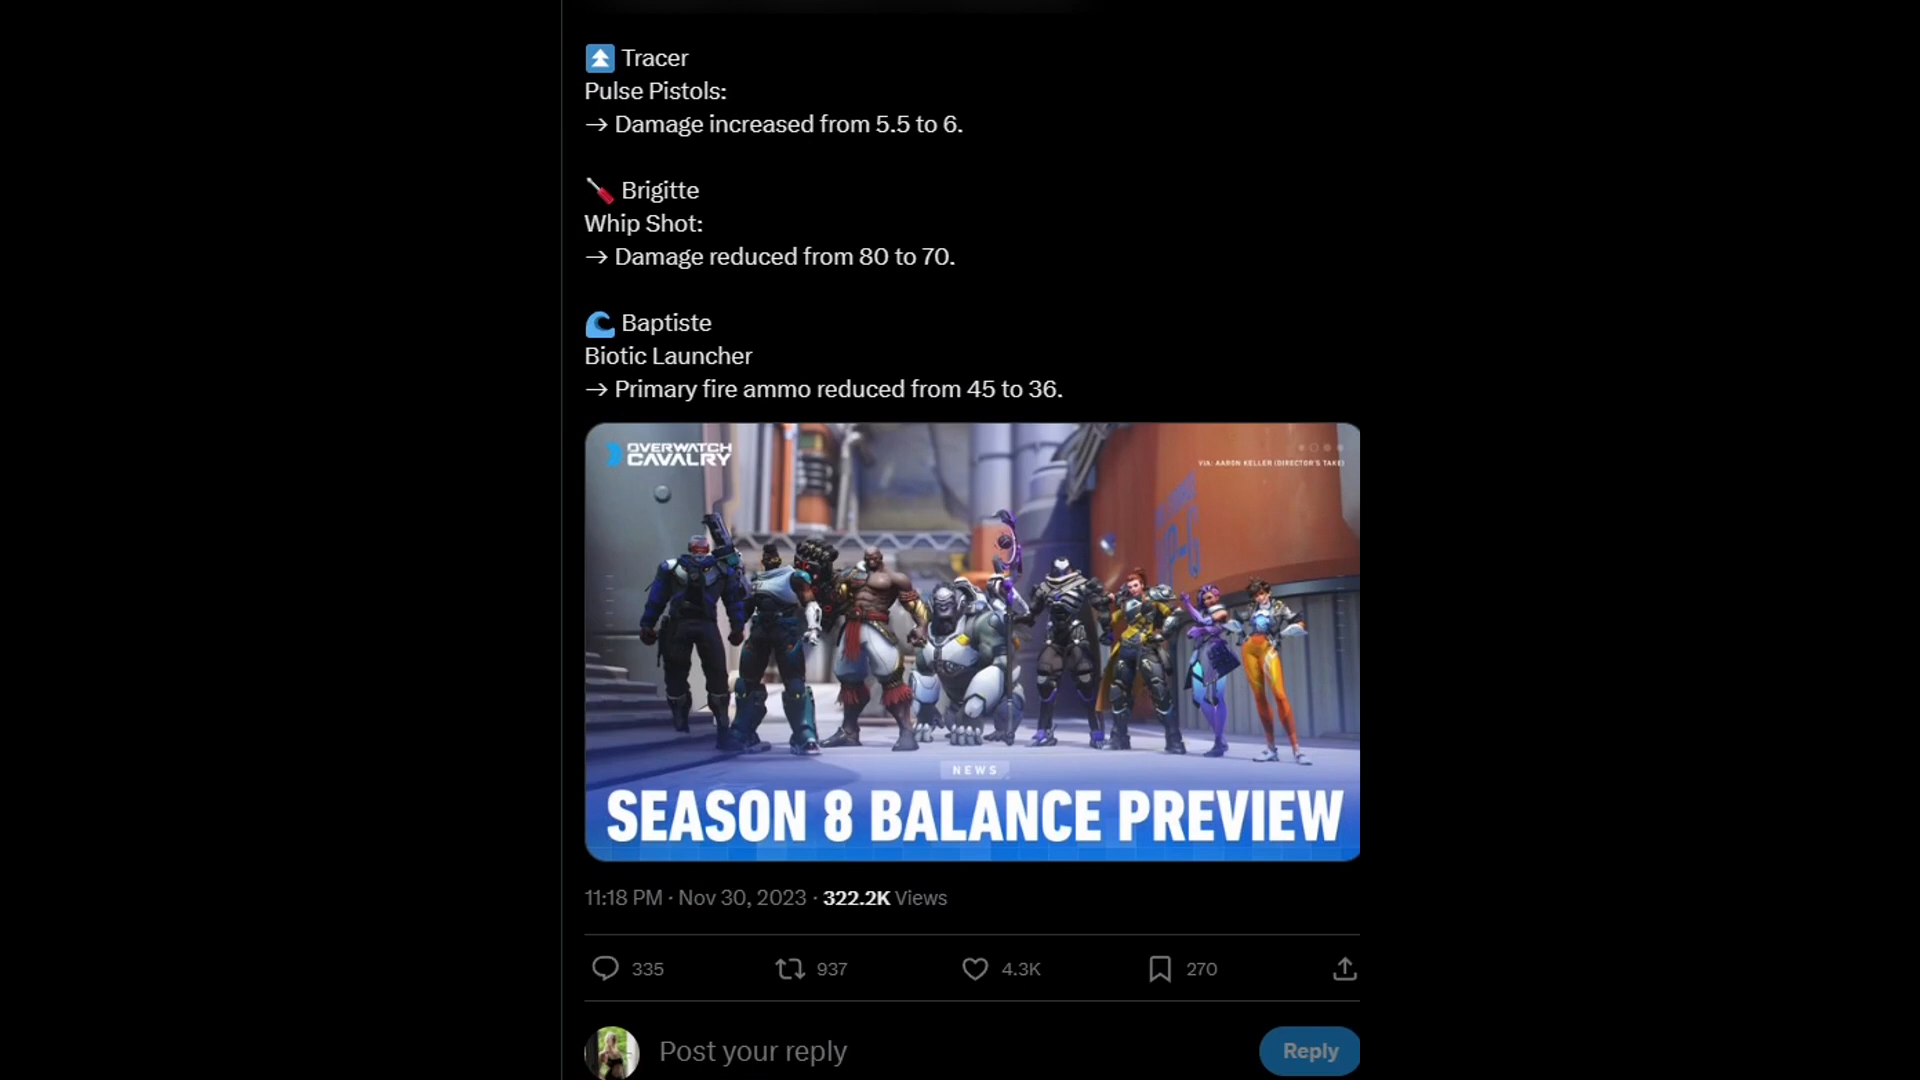 Tracer
Pulse Pistols:
→ Damage increased from 5.5 to 6.
Brigitte
Whip Shot:
→ Damage reduced from 80 to 70.
Baptiste
Biotic Launcher
→ Primary fire ammo reduced from 45 to 36.
OVERWATCH
CAVALRY
VIA: AARON KELLER (DIRECTOR'S TAKE)
NEWS
SEASON 8 BALANCE PREVIEW
11:18 PM · Nov 30, 2023 · 322.2K Views
335 937 4.3K 270
Post your reply
Reply